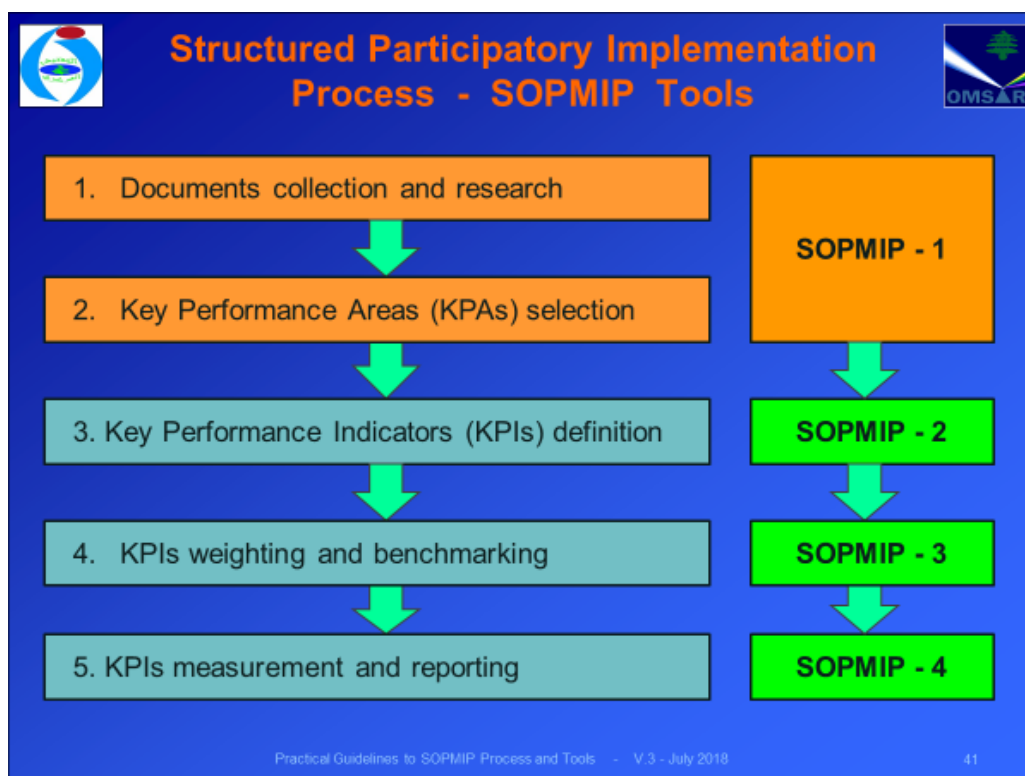 Structured Participatory Implementation
Process - SOPMIP Tools
OMSAR
1. Documents collection and research
SOPMIP - 1
2. Key Performance Areas (KPAs) selection
3. Key Performance Indicators (KPIs) definition
SOPMIP - 2
4. KPIs weighting and benchmarking
SOPMIP - 3
5. KPIs measurement and reporting
SOPMIP - 4
Practical Guidelines to SOPMIP Process and Tools - V.3 - July 2018
41